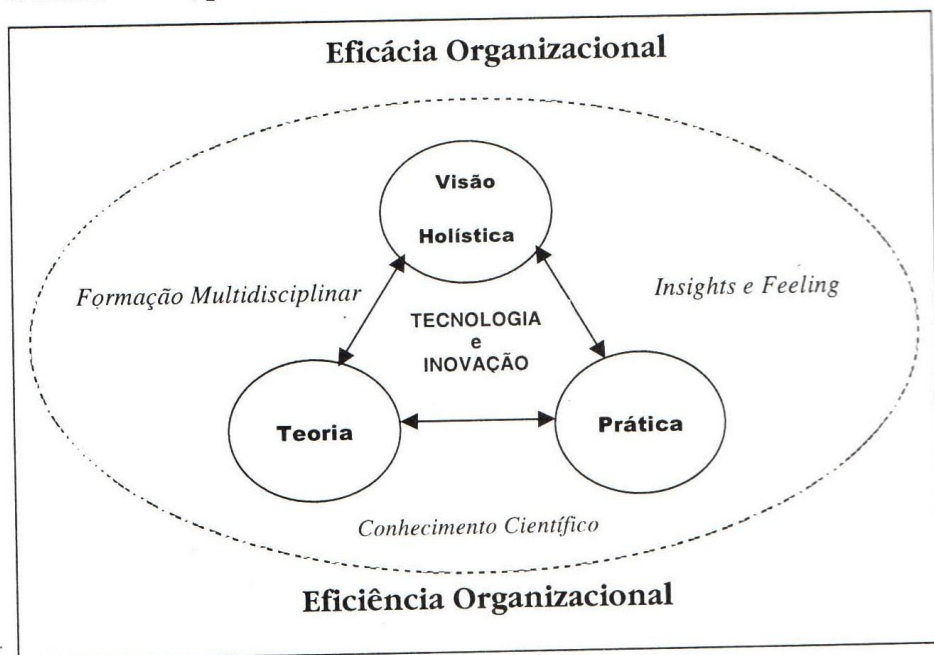 Eficácia Organizacional
Visão
Holística
Formação Multidisciplinar
Insights e Feeling
TECNOLOGIA
e
INOVAÇÃO
Teoria
Prática
Conhecimento Científico
Eficiência Organizacional